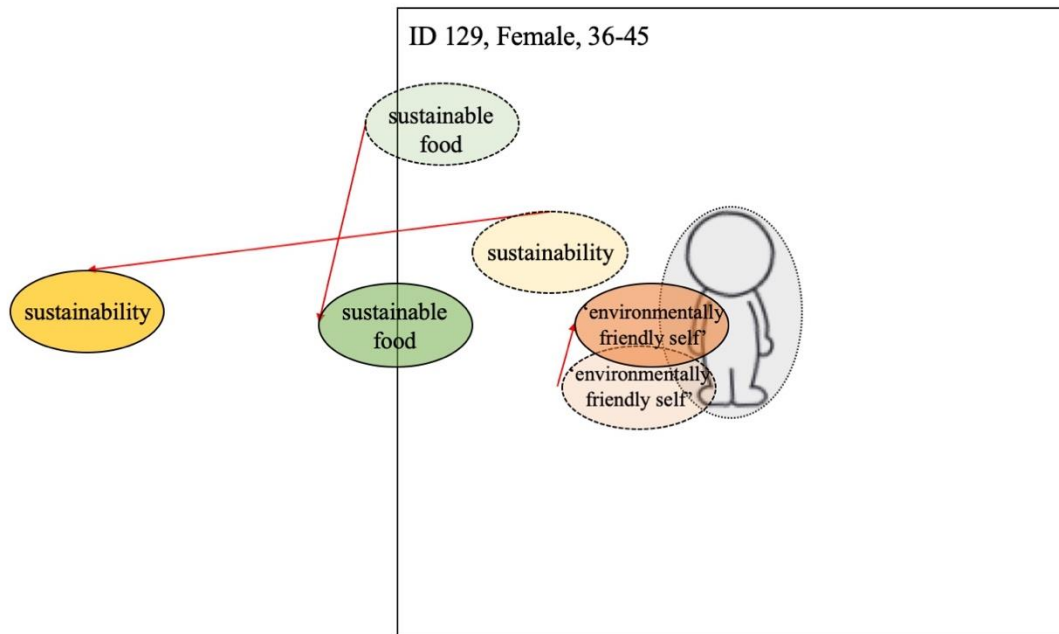 ID 129, Female, 36-45
sustainable
food
sustainability
sustainability
sustainable
food
‘environmentally
friendly self’
‘environmentally
friendly self’